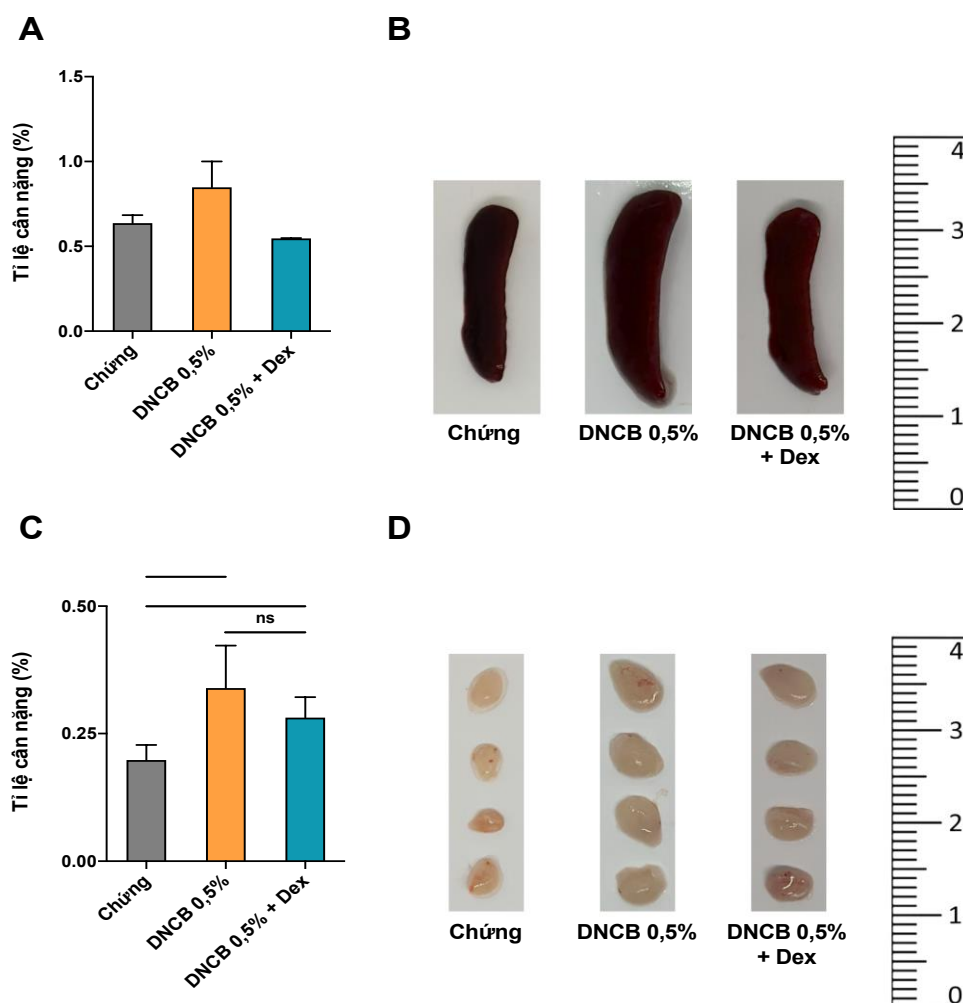 A
B
Tỉ lệ cân nặng (%)
1.5
1.0
0.5
0.0
Chứng
DNCB 0,5%
DNCB 0,5% + Dex
Chứng
DNCB 0,5%
DNCB 0,5%
+ Dex
4
3
2
1
0
C
D
Tỉ lệ cân nặng (%)
0.50
0.25
0.00
ns
Chứng
DNCB 0,5%
DNCB 0,5% + Dex
Chứng
DNCB 0,5%
DNCB 0,5%
+ Dex
4
3
2
1
0